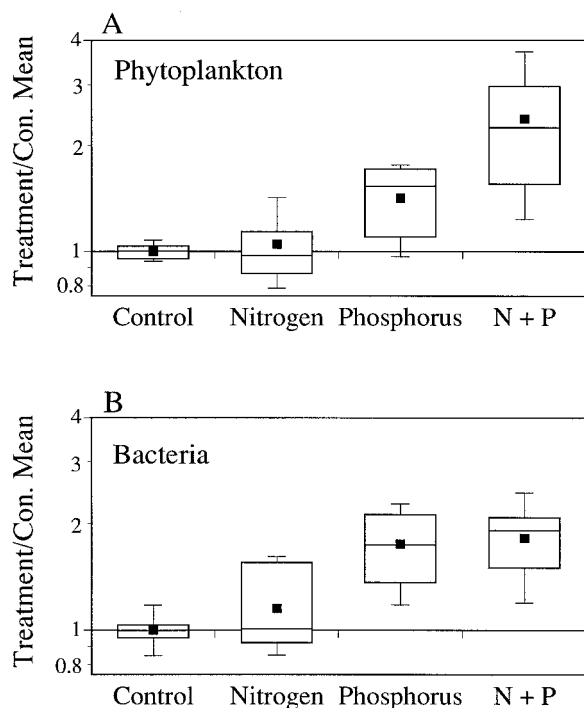 A
Treatment/Con. Mean
4
3
2
1
0.8
Phytoplankton
Control Nitrogen Phosphorus N + P
B
Treatment/Con. Mean
4
3
2
1
0.8
Bacteria
Control Nitrogen Phosphorus N + P